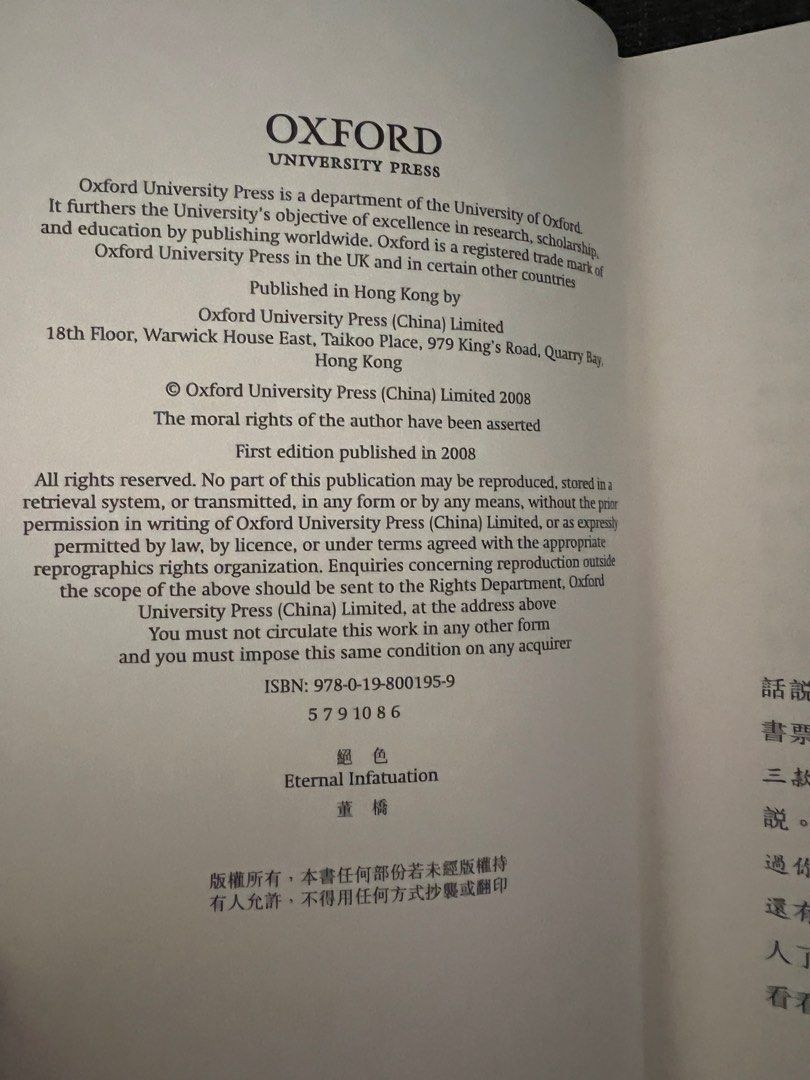 OXFORD
UNIVERSITY PRESS
Oxford University Press is a department of the University of Oxford.
It furthers the University's objective of excellence in research, scholarship,
and education by publishing worldwide. Oxford is a registered trade mark of
Oxford University Press in the UK and in certain other countries
Published in Hong Kong by
Oxford University Press (China) Limited
18th Floor, Warwick House East, Taikoo Place, 979 King's Road, Quarry Bay,
Hong Kong
© Oxford University Press (China) Limited 2008
The moral rights of the author have been asserted
First edition published in 2008
All rights reserved. No part of this publication may be reproduced, stored in a
retrieval system, or transmitted, in any form or by any means, without the prior
permission in writing of Oxford University Press (China) Limited, or as expressly
permitted by law, by licence, or under terms agreed with the appropriate
reprographics rights organization. Enquiries concerning reproduction outside
the scope of the above should be sent to the Rights Department, Oxford
University Press (China) Limited, at the address above
You must not circulate this work in any other form
and you must impose this same condition on any acquirer
ISBN: 978-0-19-800195-9
5 7 9 10 8 6
絕 色
Eternal Infatuation
董 橋
版權所有，本書任何部份若未經版權持
有人允許，不得用任何方式抄襲或翻印
話說
書票
三款
說。
過你
還有
人了
看看